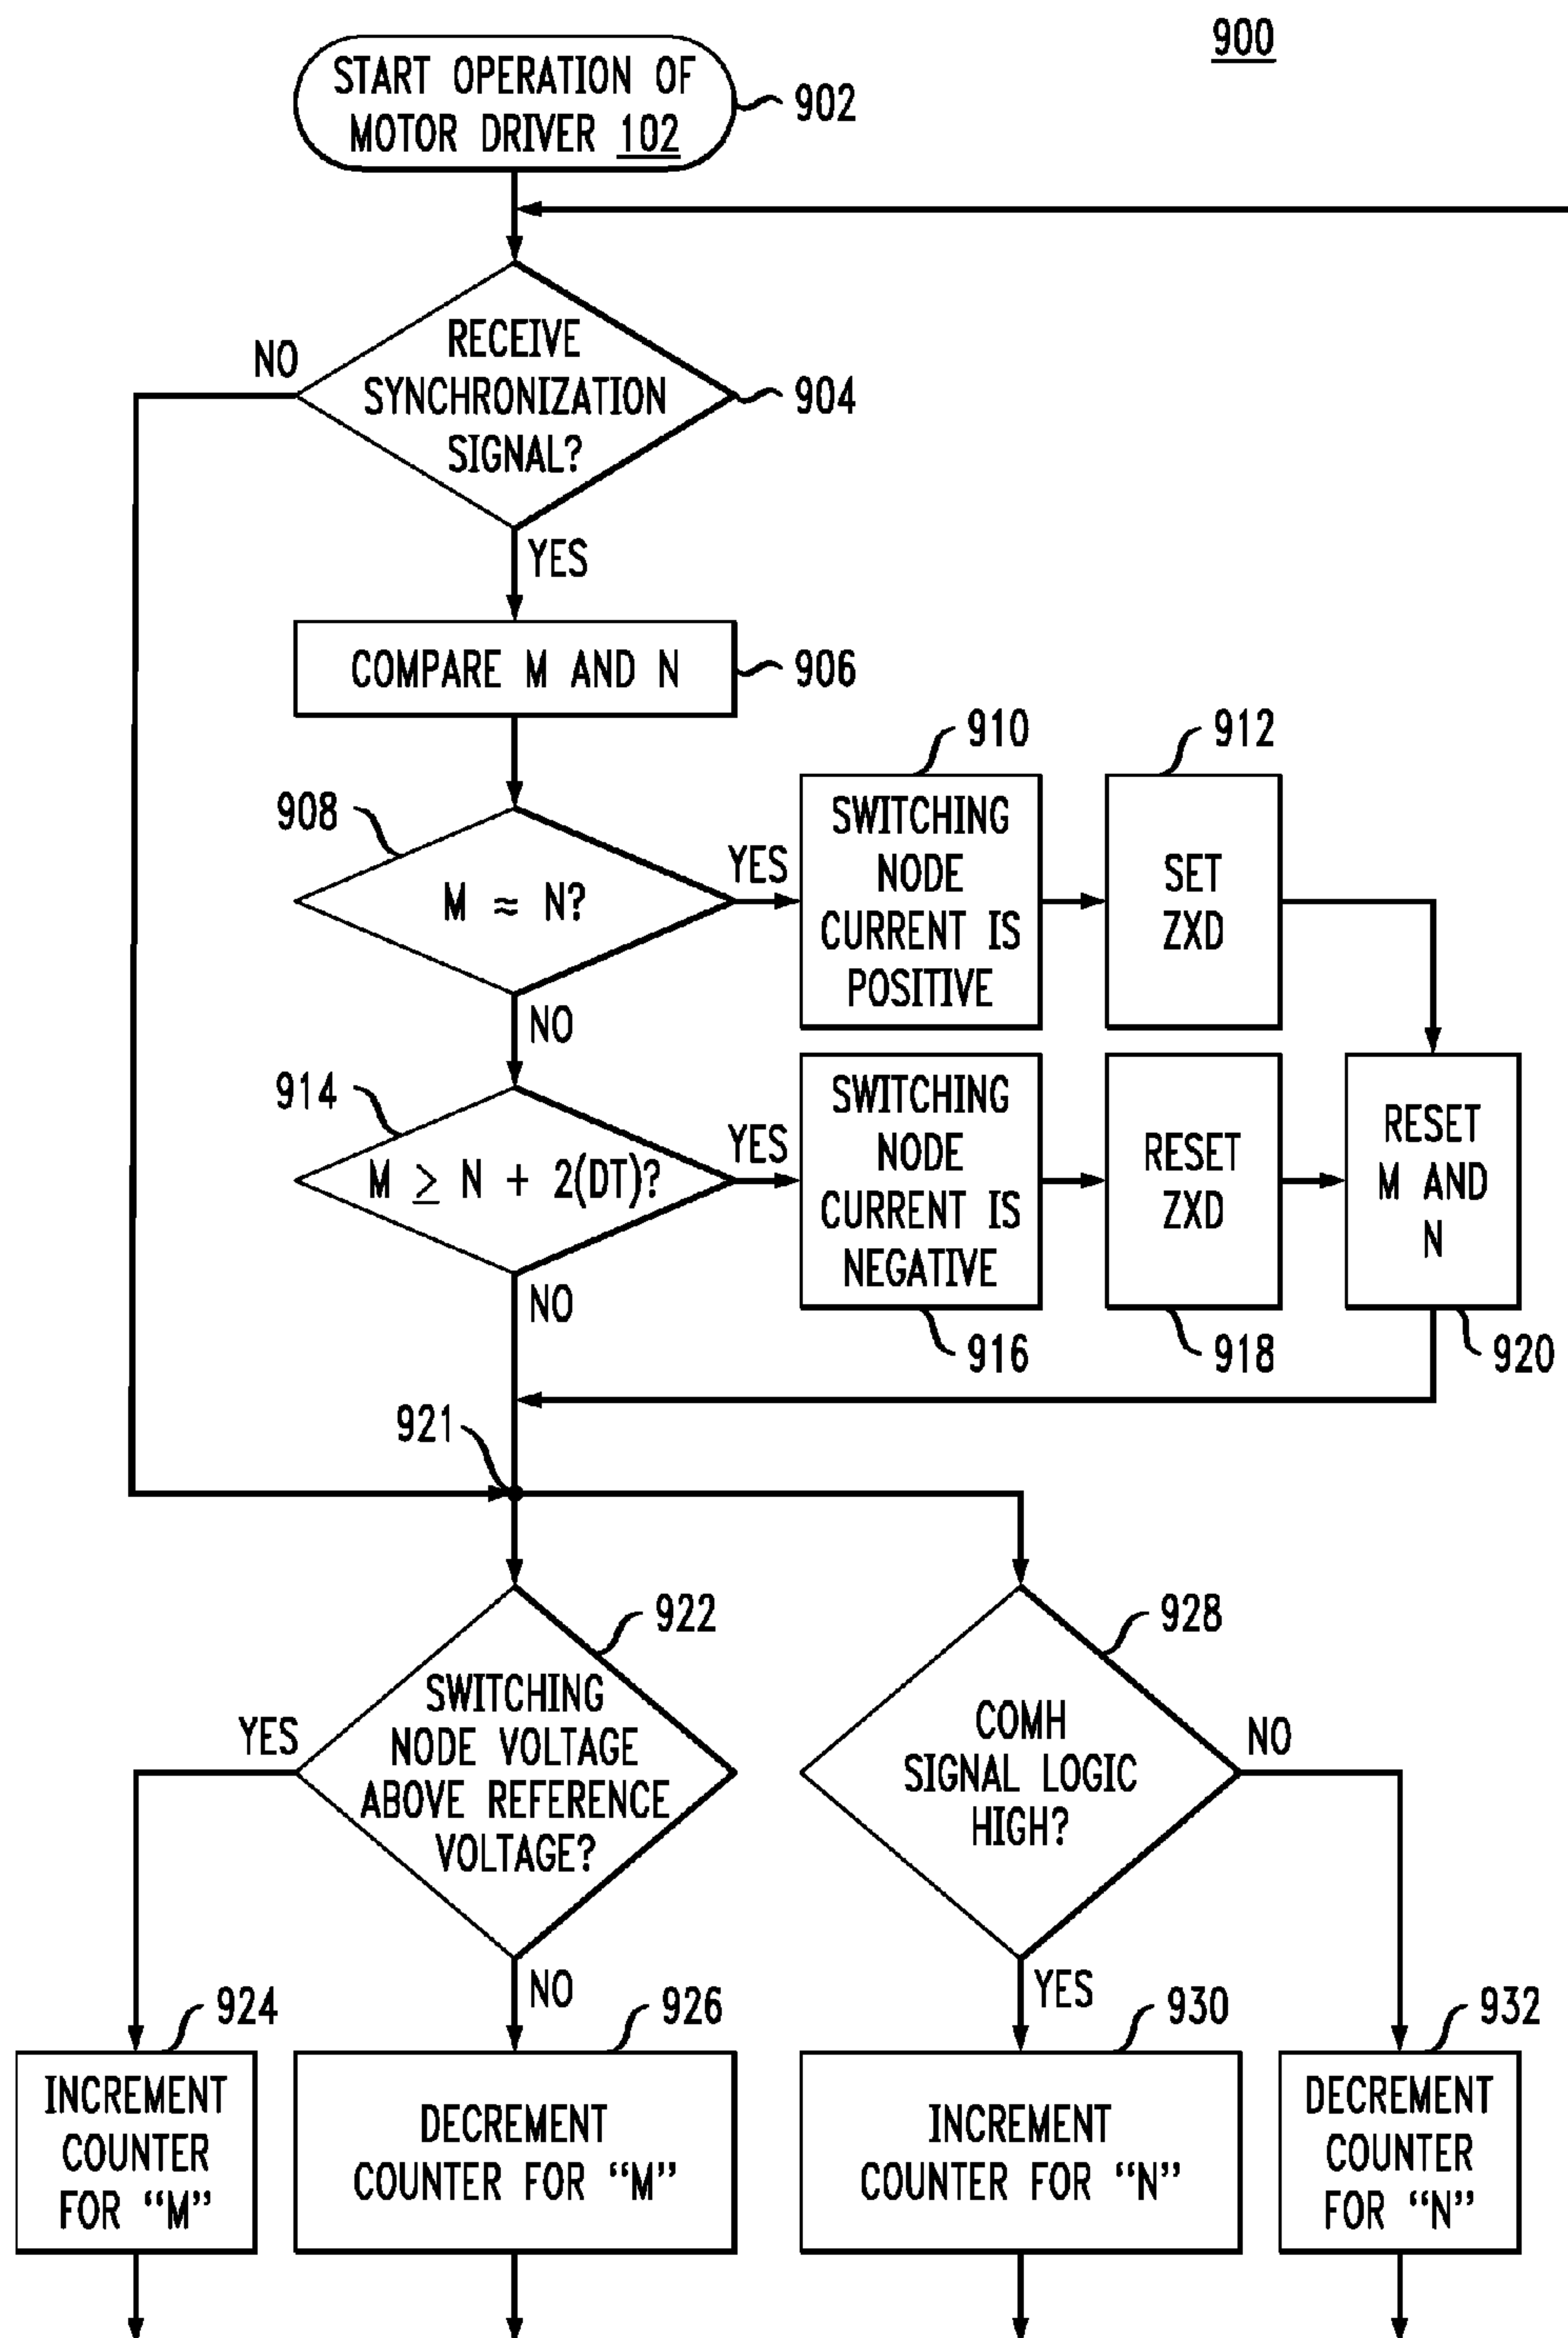 900
START OPERATION OF
MOTOR DRIVER 102
902
RECEIVE
SYNCHRONIZATION
SIGNAL?
904
NO
YES
COMPARE M AND N
906
908
M ≈ N?
YES
NO
910
SWITCHING
NODE
CURRENT IS
POSITIVE
912
SET
ZXD
914
M ≥ N + 2(DT)?
YES
NO
SWITCHING
NODE
CURRENT IS
NEGATIVE
916
RESET
ZXD
918
RESET
M AND
N
920
921
922
SWITCHING
NODE VOLTAGE
ABOVE REFERENCE
VOLTAGE?
YES
NO
928
COMH
SIGNAL LOGIC
HIGH?
NO
YES
924
INCREMENT
COUNTER
FOR “M”
926
DECREMENT
COUNTER FOR “M”
930
INCREMENT
COUNTER FOR “N”
932
DECREMENT
COUNTER
FOR “N”